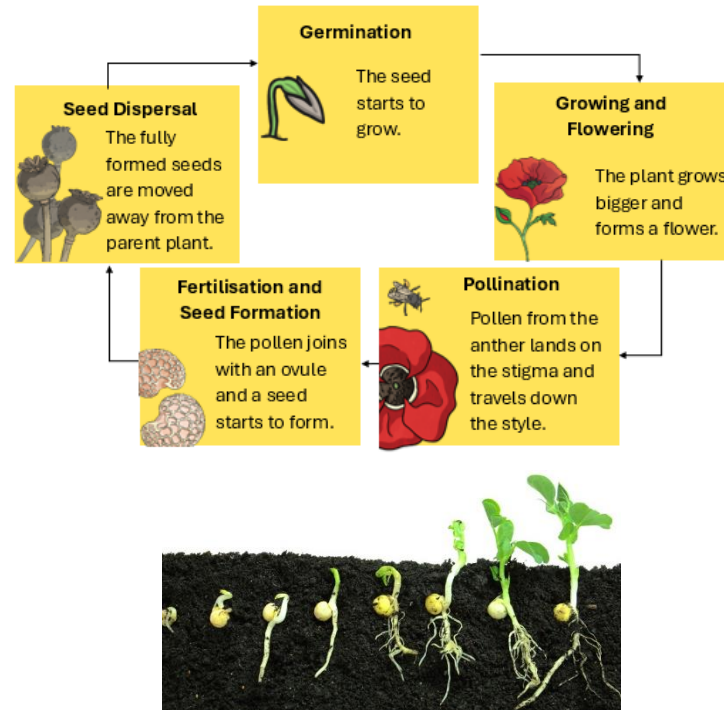 Germination
The seed
starts to
grow.
Growing and
Flowering
The plant grows
bigger and
forms a flower.
Pollination
Pollen from the
anther lands on
the stigma and
travels down
the style.
Fertilisation and
Seed Formation
The pollen joins
with an ovule
and a seed
starts to form.
Seed Dispersal
The fully
formed seeds
are moved
away from the
parent plant.